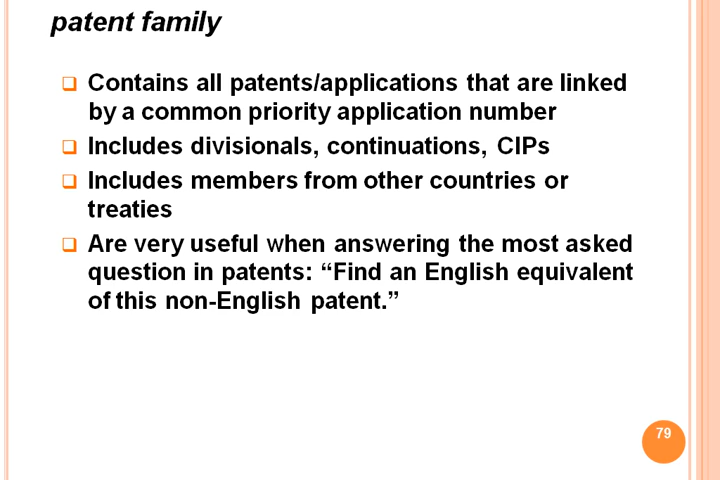 patent family
Contains all patents/applications that are linked
by a common priority application number
Includes divisionals, continuations, CIPs
Includes members from other countries or
treaties
Are very useful when answering the most asked
question in patents: “Find an English equivalent
of this non-English patent.”
79